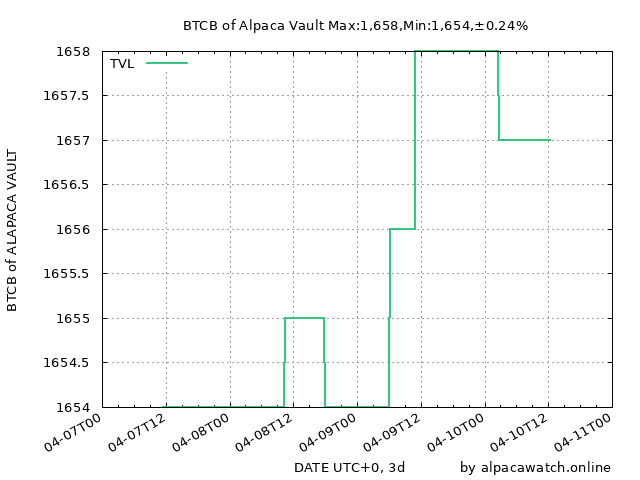 BTCB of Alpaca Vault Max:1,658,Min:1,654,±0.24%
TVL
BTCB of ALAPACA VAULT
1658
1657.5
1657
1656.5
1656
1655.5
1655
1654.5
1654
04-07T00
04-07T12
04-08T00
04-08T12
04-09T00
04-09T12
04-10T00
04-10T12
04-11T00
DATE UTC+0, 3d
by alpacawatch.online